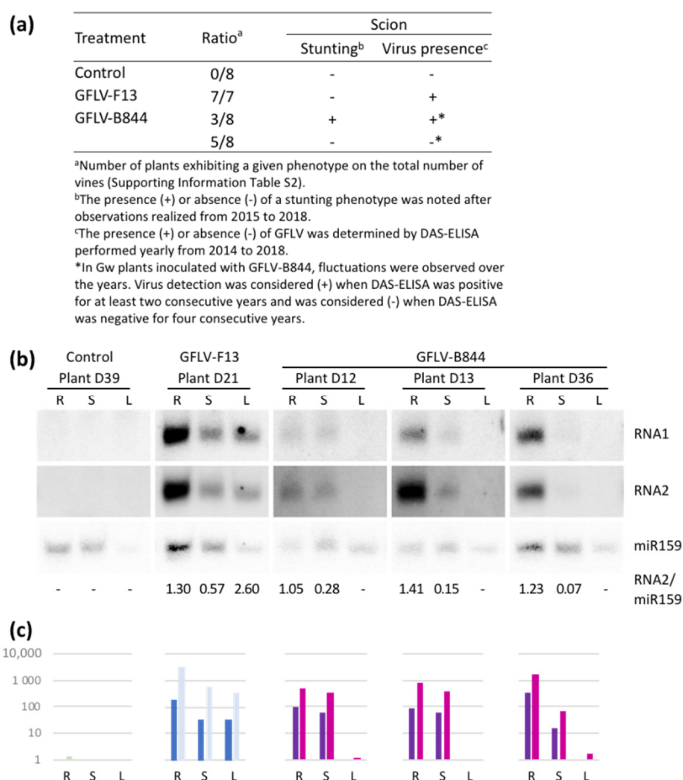 (a)
Treatment Ratioᵃ Scion
Stuntingᵇ Virus presenceᶜ
Control 0/8 - -
GFLV-F13 7/7 - +
GFLV-B844 3/8 + +*
5/8 - -*
ᵃNumber of plants exhibiting a given phenotype on the total number of
vines (Supporting Information Table S2).
ᵇThe presence (+) or absence (-) of a stunting phenotype was noted after
observations realized from 2015 to 2018.
ᶜThe presence (+) or absence (-) of GFLV was determined by DAS-ELISA
performed yearly from 2014 to 2018.
*In Gw plants inoculated with GFLV-B844, fluctuations were observed over
the years. Virus detection was considered (+) when DAS-ELISA was positive
for at least two consecutive years and was considered (-) when DAS-ELISA
was negative for four consecutive years.
(b)
Control GFLV-F13 GFLV-B844
Plant D39 Plant D21 Plant D12 Plant D13 Plant D36
R S L R S L R S L R S L R S L
RNA1
RNA2
miR159
- - - 1.30 0.57 2.60 1.05 0.28 - 1.41 0.15 - 1.23 0.07 - RNA2/
miR159
(c)
10,000
1 000
100
10
1
R S L R S L R S L R S L R S L